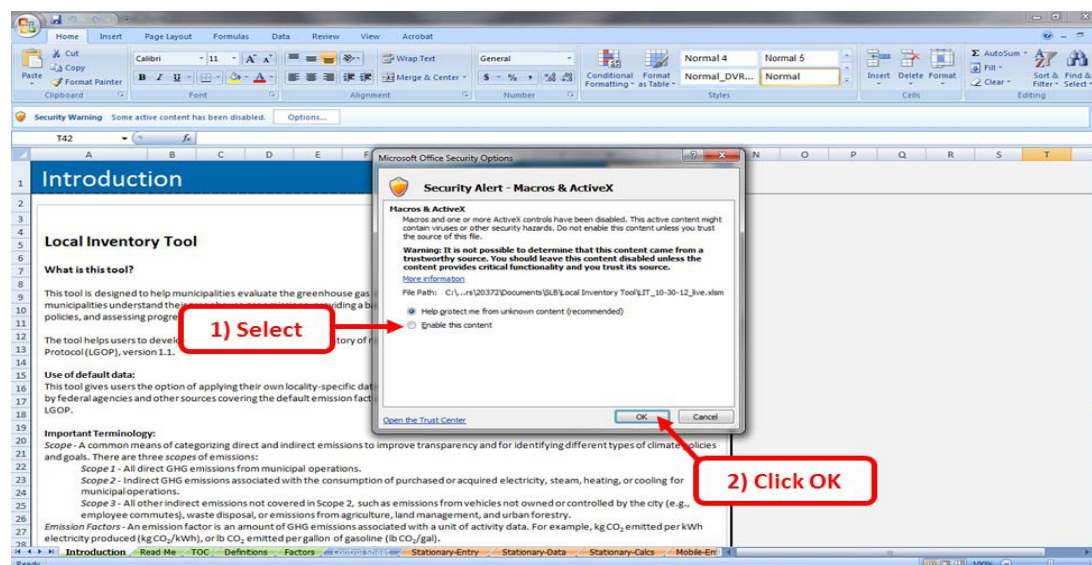 Home Insert Page Layout Formulas Data Review View Acrobat
Cut
Copy
Format Painter
Paste
Clipboard
Calibri 11
Font
Wrap Text
Merge & Center
Alignment
General
Number
Conditional Formatting
Format as Table
Normal 4 Normal 5
Normal_DVR... Normal
Styles
Insert Delete Format
Cells
AutoSum
Fill
Clear
Sort & Filter
Find & Select
Editing
Security Warning Some active content has been disabled. Options...
T42 fx
A B C D E F N O P Q R S T
Introduction
Local Inventory Tool
What is this tool?
This tool is designed to help municipalities evaluate the greenhouse gas
municipalities understand their
policies, and assessing progre
The tool helps users to develo
Protocol (LGOP), version 1.1.
Use of default data:
This tool gives users the option of applying their own locality-specific dat
by federal agencies and other sources covering the default emission fact
LGOP.
Important Terminology:
Scope - A common means of categorizing direct and indirect emissions to improve transparency and for identifying different types of climate policies
and goals. There are three scopes of emissions:
Scope 1 - All direct GHG emissions from municipal operations.
Scope 2 - Indirect GHG emissions associated with the consumption of purchased or acquired electricity, steam, heating, or cooling for
municipal operations.
Scope 3 - All other indirect emissions not covered in Scope 2, such as emissions from vehicles not owned or controlled by the city (e.g.,
employee commutes), waste disposal, or emissions from agriculture, land management, and urban forestry.
Emission Factors - An emission factor is an amount of GHG emissions associated with a unit of activity data. For example, kg CO₂ emitted per kWh
electricity produced (kg CO₂/kWh), or lb CO₂ emitted per gallon of gasoline (lb CO₂/gal).
Microsoft Office Security Options
Security Alert - Macros & ActiveX
Macros & ActiveX
Macros and one or more ActiveX controls have been disabled. This active content might
contain viruses or other security hazards. Do not enable this content unless you trust
the source of this file.
Warning: It is not possible to determine that this content came from a
trustworthy source. You should leave this content disabled unless the
content provides critical functionality and you trust its source.
More information
File Path: C:\...rs\20372\Documents\SLB\Local Inventory Tool\LIT_10-30-12_live.xlsm
Help protect me from unknown content (recommended)
Enable this content
Open the Trust Center
OK Cancel
1) Select
2) Click OK
Introduction Read Me TOC Definitions Factors Control Sheet Stationary-Entry Stationary-Data Stationary-Calcs Mobile-En
Ready
100%